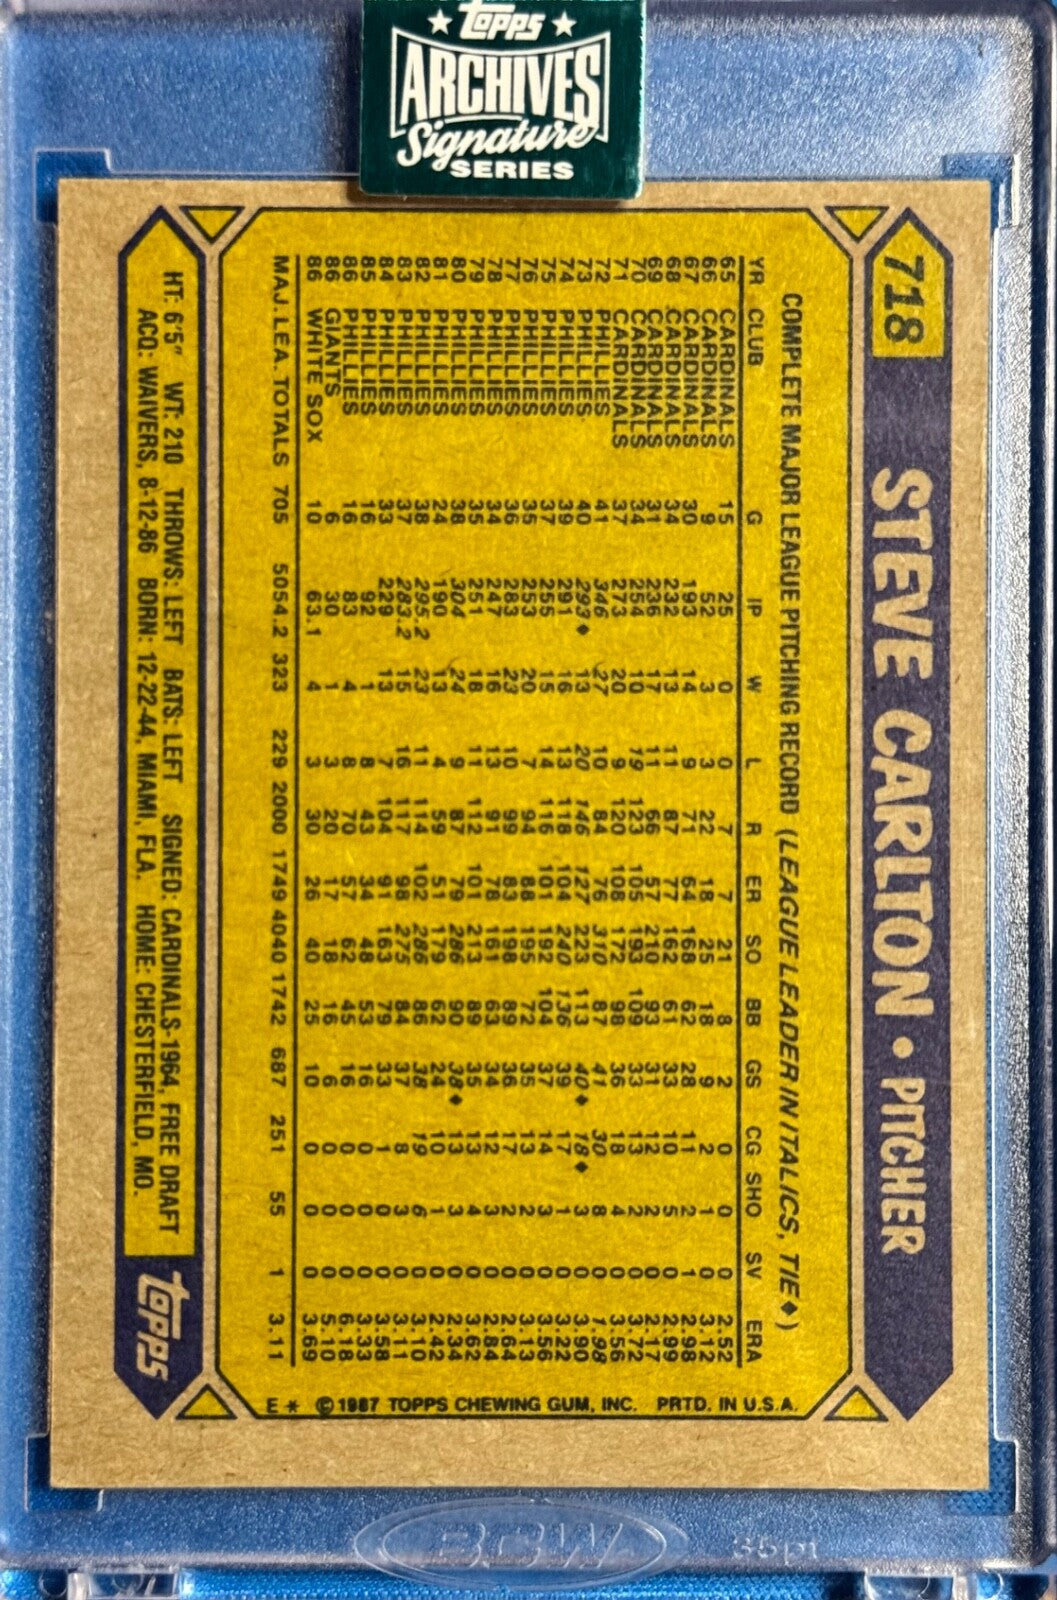 Topps
ARCHIVES
Signature
SERIES
718 STEVE CARLTON • PITCHER
COMPLETE MAJOR LEAGUE PITCHING RECORD (LEAGUE LEADER IN ITALICS, TIE♦)
YR CLUB G IP W L R ER SO BB GS CG SHO SV ERA
65 CARDINALS 15 25 0 0 7 7 21 8 2 0 0 0 2.52
66 CARDINALS 9 52 3 3 22 18 25 18 9 2 1 0 3.12
67 CARDINALS 30 193 14 9 71 64 168 62 28 11 2 1 2.98
68 CARDINALS 34 232 13 11 87 77 162 61 33 10 5 0 2.99
69 CARDINALS 31 236 17 11 66 57 210 93 31 12 2 0 2.17
70 CARDINALS 34 254 10 19 123 105 193 109 33 13 2 0 3.72
71 CARDINALS 37 273 20 9 120 108 172 98 36 18 4 0 3.56
72 PHILLIES 41 346 27 10 84 76 310 87 41 30 8 0 1.98
73 PHILLIES 40 293♦ 13 20 146 127 223 113 40♦ 18♦ 3 0 3.90
74 PHILLIES 39 291 16 13 118 104 240 136 39 17 1 0 3.22
75 PHILLIES 37 255 15 14 116 101 192 104 37 14 3 0 3.56
76 PHILLIES 35 253 20 7 94 88 195 72 35 13 2 0 3.13
77 PHILLIES 36 283 23 10 99 83 198 89 36 17 2 0 2.64
78 PHILLIES 34 247 16 13 91 78 161 63 34 12 3 0 2.84
79 PHILLIES 35 251 18 11 112 101 213 89 35 13 4 0 3.62
80 PHILLIES 38 304 24 9 87 79 286 90 38♦ 13 3 0 2.34
81 PHILLIES 24 190 13 4 59 51 179 62 24 10 1 0 2.42
82 PHILLIES 38 295.2 23 11 114 102 286 86 38 19 6 0 3.10
83 PHILLIES 37 283.2 15 16 117 98 275 84 37 8 3 0 3.11
84 PHILLIES 33 229 13 7 104 91 163 79 33 1 0 0 3.58
85 PHILLIES 16 92 1 8 43 34 48 53 16 0 0 0 3.33
86 PHILLIES 16 83 4 8 70 57 62 45 16 0 0 0 6.18
86 GIANTS 6 30 1 3 20 17 18 16 6 0 0 0 5.10
86 WHITE SOX 10 63.1 4 3 30 26 40 25 10 0 0 0 3.69
MAJ. LEA. TOTALS 705 5054.2 323 229 2000 1749 4040 1742 687 251 55 1 3.11
E * ©1987 TOPPS CHEWING GUM, INC. PRTD. IN U.S.A.
HT: 6'5" WT: 210 THROWS: LEFT BATS: LEFT SIGNED: CARDINALS-1964, FREE DRAFT
ACQ: WAIVERS, 8-12-86 BORN: 12-22-44, MIAMI, FLA. HOME: CHESTERFIELD, MO.
Topps
BCW 35pt